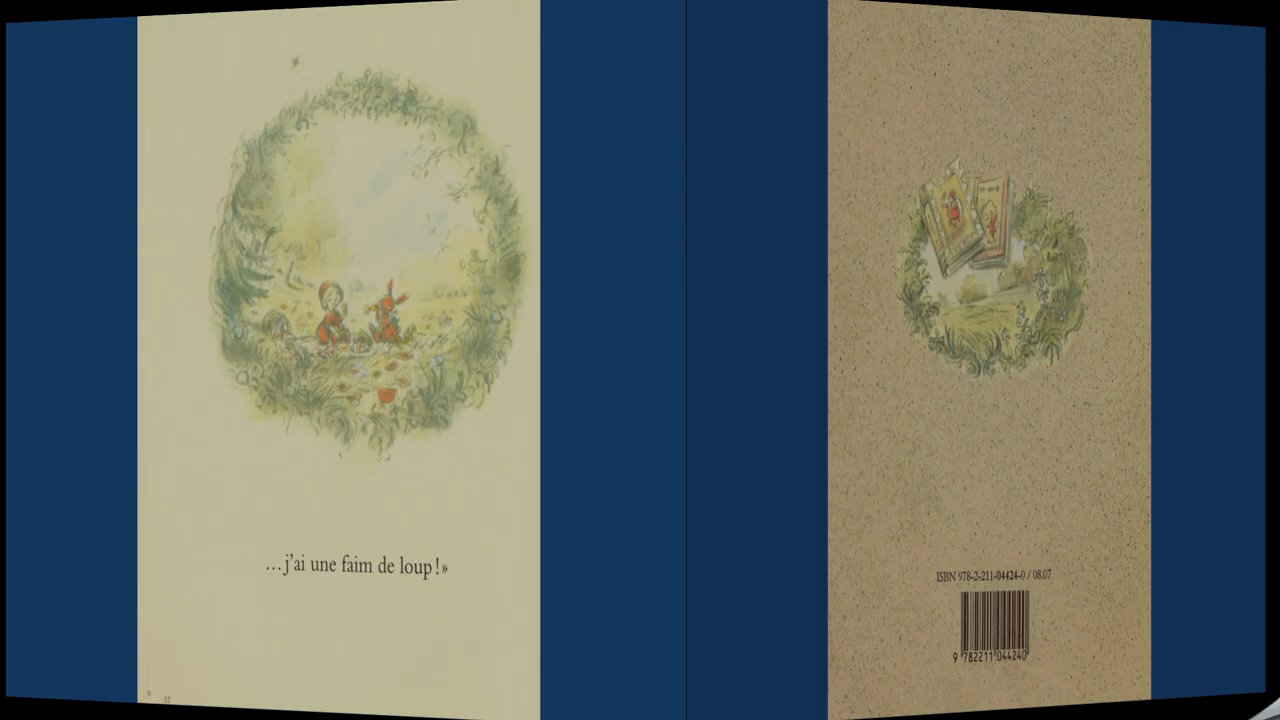 …j'ai une faim de loup!»
ISBN 978-2-211-04424-0 / 08.07
9 782211 044240